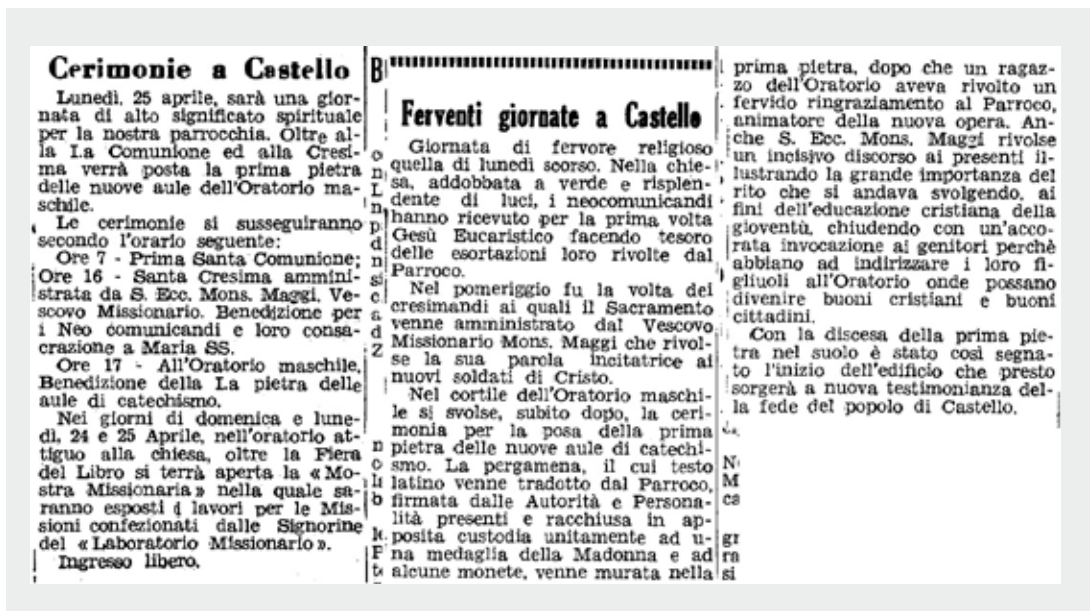 Cerimonie a Castello
Lunedì, 25 aprile, sarà una gior-
nata di alto significato spirituale
per la nostra parrocchia. Oltre al-
la La Comunione ed alla Cresi-
ma verrà posta la prima pietra
delle nuove aule dell'Oratorio ma-
schile.
Le cerimonie si susseguiranno
secondo l'orario seguente:
Ore 7 - Prima Santa Comunione;
Ore 16 - Santa Cresima ammini-
strata da S. Ecc. Mons. Maggi, Ve-
scovo Missionario. Benedizione per
i Neo comunicandi e loro consa-
crazione a Maria SS.
Ore 17 - All'Oratorio maschile,
Benedizione della La pietra delle
aule di catechismo.
Nei giorni di domenica e lune-
dì, 24 e 25 Aprile, nell'oratorio at-
tiguo alla chiesa, oltre la Fiera
del Libro si terrà aperta la « Mo-
stra Missionaria » nella quale sa-
ranno esposti i lavori per le Mis-
sioni confezionati dalle Signorine
del « Laboratorio Missionario ».
Ingresso libero.
Ferventi giornate a Castello
Giornata di fervore religioso
quella di lunedì scorso. Nella chie-
sa, addobbata a verde e risplen-
dente di luci, i neocomunicandi
hanno ricevuto per la prima volta
Gesù Eucaristico facendo tesoro
delle esortazioni loro rivolte dal
Parroco.
Nel pomeriggio fu la volta dei
cresimandi ai quali il Sacramento
venne amministrato dal Vescovo
Missionario Mons. Maggi che rivol-
se la sua parola incitatrice ai
nuovi soldati di Cristo.
Nel cortile dell'Oratorio maschi-
le si svolse, subito dopo, la ceri-
monia per la posa della prima
pietra delle nuove aule di catechi-
smo. La pergamena, il cui testo
latino venne tradotto dal Parroco,
firmata dalle Autorità e Persona-
lità presenti e racchiusa in ap-
posita custodia unitamente ad u-
na medaglia della Madonna e ad
alcune monete, venne murata nella
prima pietra, dopo che un ragaz-
zo dell'Oratorio aveva rivolto un
fervido ringraziamento al Parroco,
animatore della nuova opera. An-
che S. Ecc. Mons. Maggi rivolse
un incisivo discorso ai presenti il-
lustrando la grande importanza del
rito che si andava svolgendo, ai
fini dell'educazione cristiana della
gioventù, chiudendo con un'acco-
rata invocazione ai genitori perchè
abbiano ad indirizzare i loro fi-
gliuoli all'Oratorio onde possano
divenire buoni cristiani e buoni
cittadini.
Con la discesa della prima pie-
tra nel suolo è stato così segna-
to l'inizio dell'edificio che presto
sorgerà a nuova testimonianza del-
la fede del popolo di Castello.